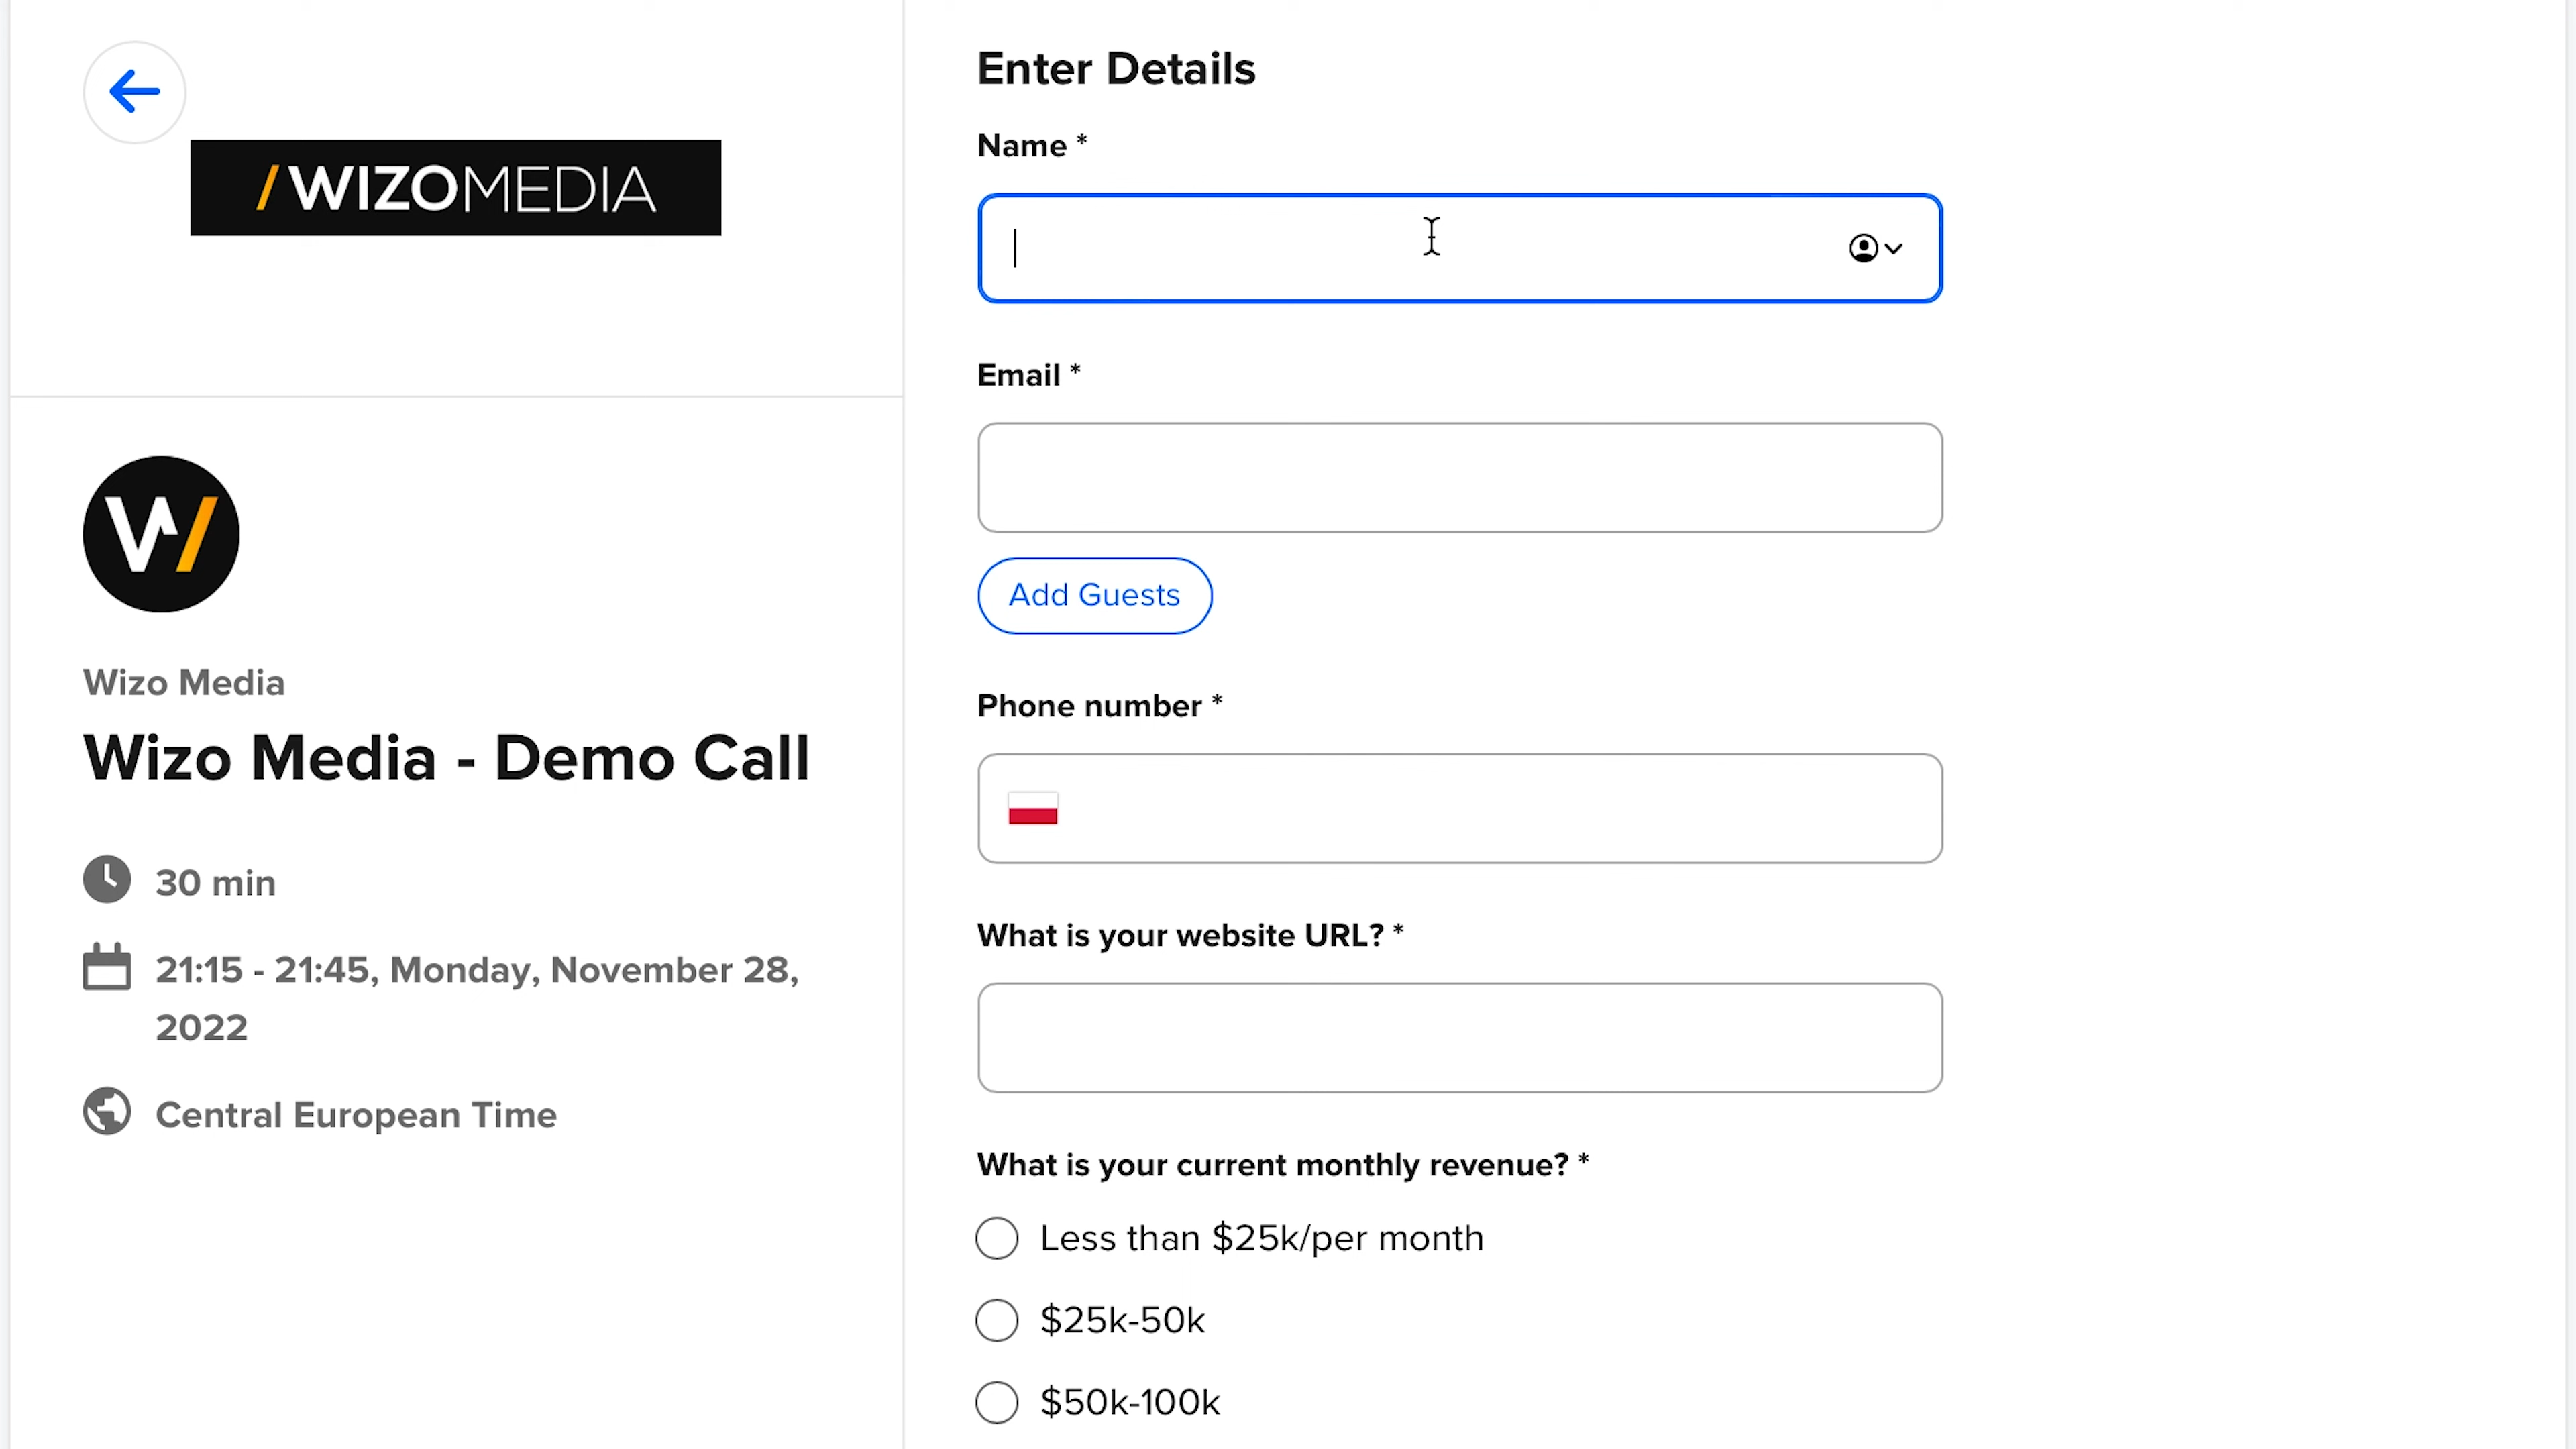 /WIZOMEDIA
Wizo Media
Wizo Media - Demo Call
30 min
21:15 - 21:45, Monday, November 28,
2022
Central European Time
Enter Details
Name *
Email *
Add Guests
Phone number *
What is your website URL? *
What is your current monthly revenue? *
Less than $25k/per month
$25k-50k
$50k-100k